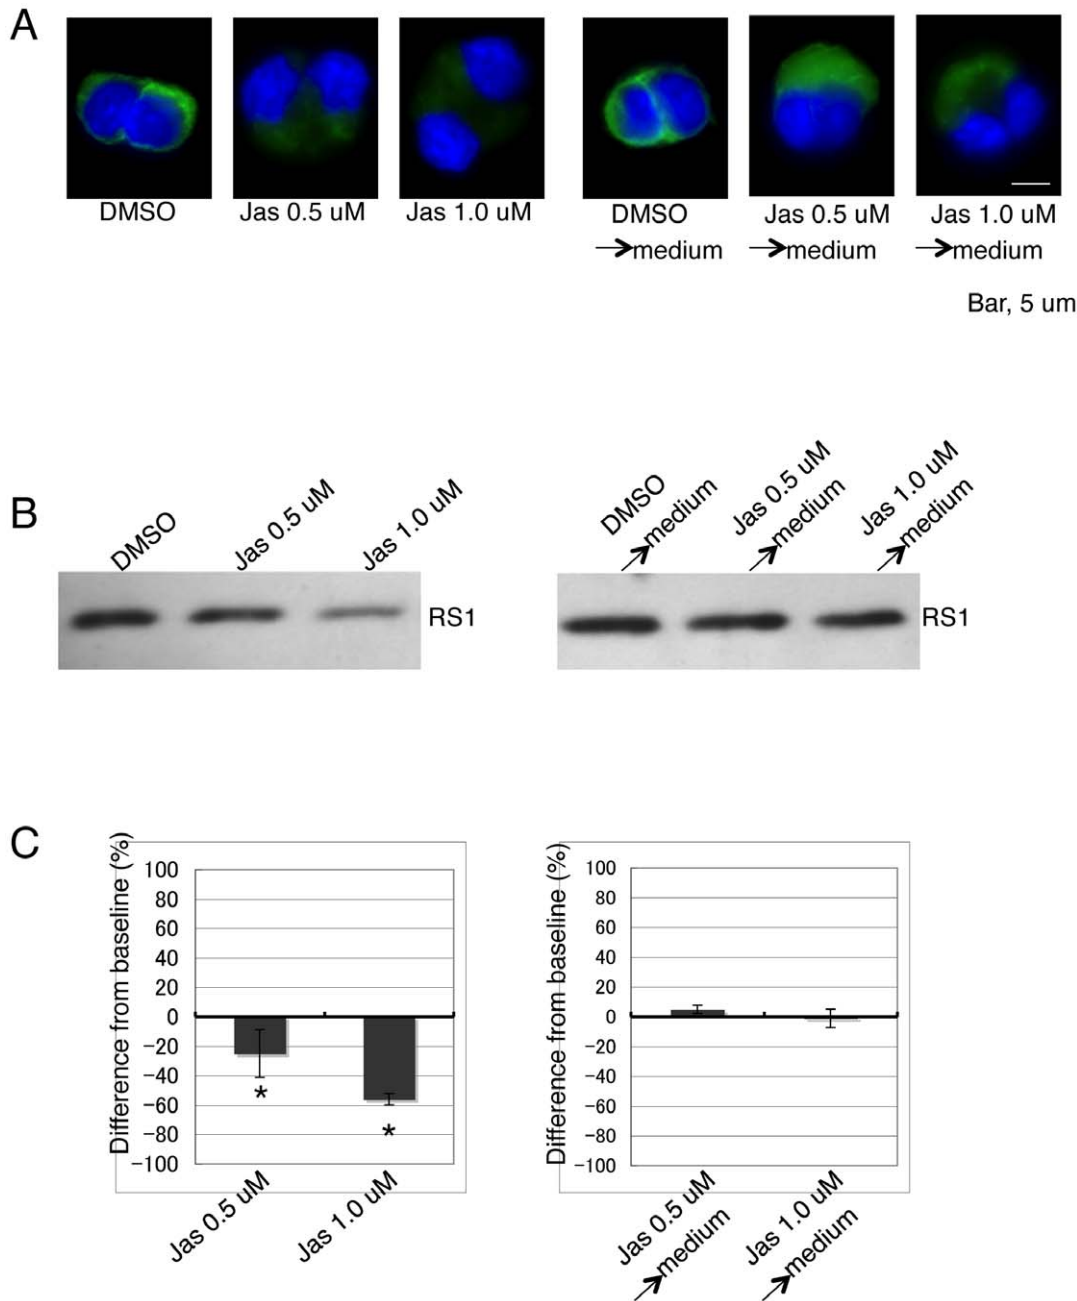 A
DMSO
Jas 0.5 uM
Jas 1.0 uM
DMSO
→medium
Jas 0.5 uM
→medium
Jas 1.0 uM
→medium
Bar, 5 um
B
DMSO
Jas 0.5 uM
Jas 1.0 uM
RS1
DMSO
→medium
Jas 0.5 uM
→medium
Jas 1.0 uM
→medium
RS1
C
Difference from baseline (%)
100
80
60
40
20
0
−20
−40
−60
−80
−100
*
*
Jas 0.5 uM
Jas 1.0 uM
Difference from baseline (%)
100
80
60
40
20
0
−20
−40
−60
−80
−100
Jas 0.5 uM
→medium
Jas 1.0 uM
→medium